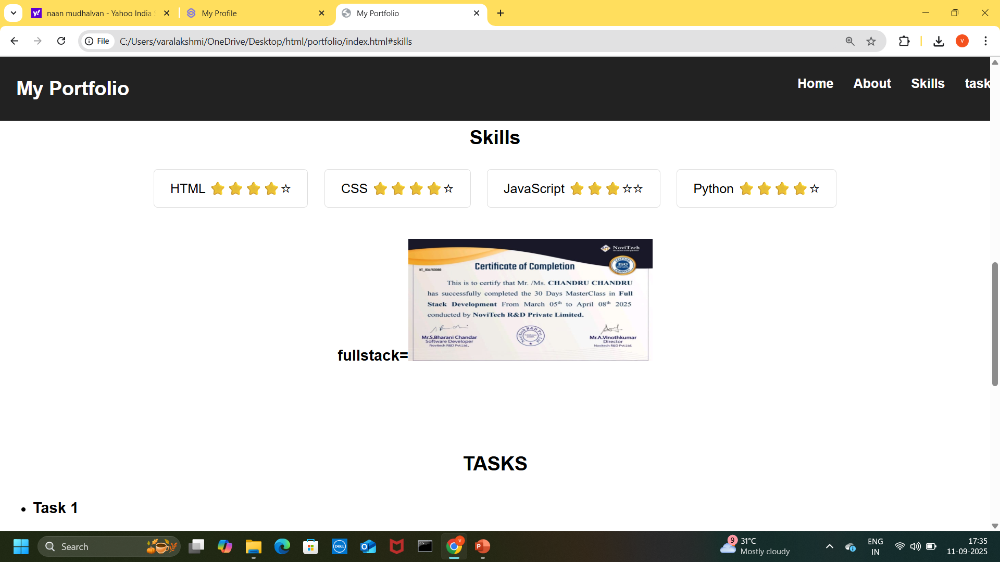 naan mudhalvan - Yahoo India
My Profile
My Portfolio
File
C:/Users/varalakshmi/OneDrive/Desktop/html/portfolio/index.html#skills
V
My Portfolio
Home About Skills task
Skills
HTML ⭐⭐⭐⭐☆
CSS ⭐⭐⭐⭐☆
JavaScript ⭐⭐⭐☆☆
Python ⭐⭐⭐⭐☆
NoviTech
Certificate of Completion
ISO
This is to certify that Mr. /Ms. CHANDRU CHANDRU
has successfully completed the 30 Days MasterClass in Full
Stack Development From March 05th to April 08th 2025
conducted by NoviTech R&D Private Limited.
Mr.S.Bharani Chandar
Software Developer
Novitech R&D Pvt.Ltd.,
Mr.A.Vinothkumar
Director
Novitech R&D Pvt.Ltd.
fullstack=
TASKS
• Task 1
Search
DELL
9
31°C
Mostly cloudy
ENG
IN
17:35
11-09-2025